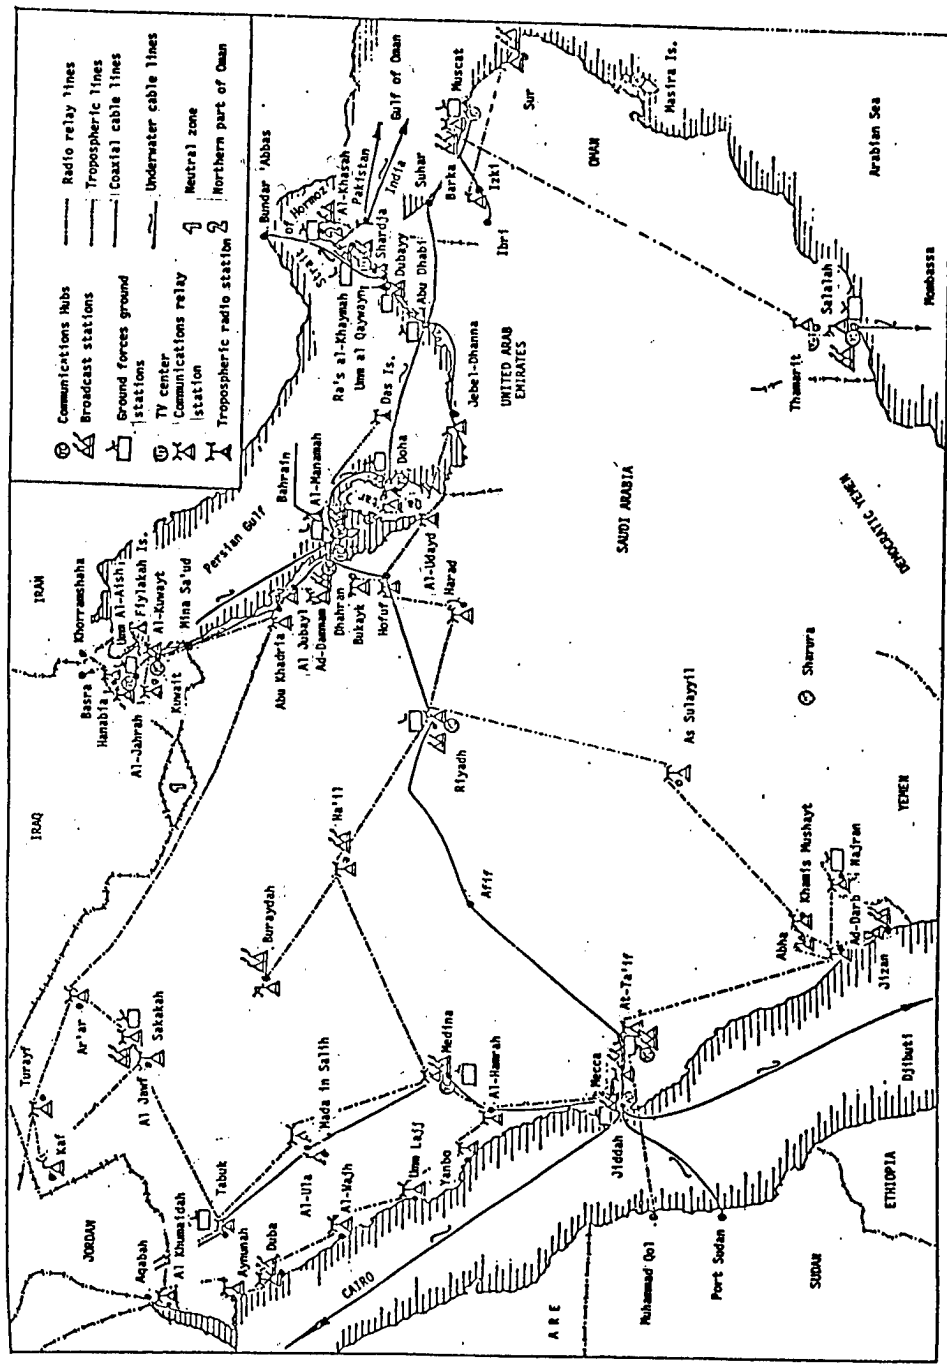 Communications Hubs
Broadcast stations
Ground forces ground
stations
TV center
Communications relay
station
Tropospheric radio station
Radio relay lines
Tropospheric lines
Coaxial cable lines
Underwater cable lines
Neutral zone
Northern part of Oman
JORDAN
IRAQ
IRAN
Aqabah
Al Khumaidah
Kaf
Turayf
Ar'ar
Al Jawf
Sakakah
Tabuk
Aynunah
Duba
Al-Wajh
Al-Ula
Mada in Salih
Umm Lajj
Yanbo
Medina
Al-Hamrah
Buraydah
Ha'il
Riyadh
Afif
Mecca
Jiddah
At-Ta'if
CAIRO
A R E
Muhammad Qol
Port Sudan
SUDAR
ETHIOPIA
Djibuti
Basra
Khorramshaha
Hanabia
Umm Al-Aishi
Fiylakah Is.
Al-Jahrah
Al-Kuwayt
Kuwait
Mina Sa'ud
Persian Gulf
Abu Khadria
Al Jubayl
Ad-Dammam
Dhahran
Bukayk
Hofuf
Harad
Al-Udayd
Bahrain
Al-Manamah
Doha
Das Is.
Jebel-Dhanna
UNITED ARAB
EMIRATES
Bundar 'Abbas
Strait of Hormoz
Ra's al-Khaymah
Umm al Qaywayn
Al-Khasah
Shardja
Dubayy
Abu Dhabi
Pakistan
India
Gulf of Oman
Suhar
Barka
Muscat
Izki
Ibri
Sur
OMAN
Masira Is.
Arabian Sea
Thamarit
Salalah
Mombassa
SAUDI ARABIA
DEMOCRATIC YEMEN
As Sulayyil
Sharura
YEMEN
Abha
Khamis Mushayt
Najran
Ad-Darb
Jizan